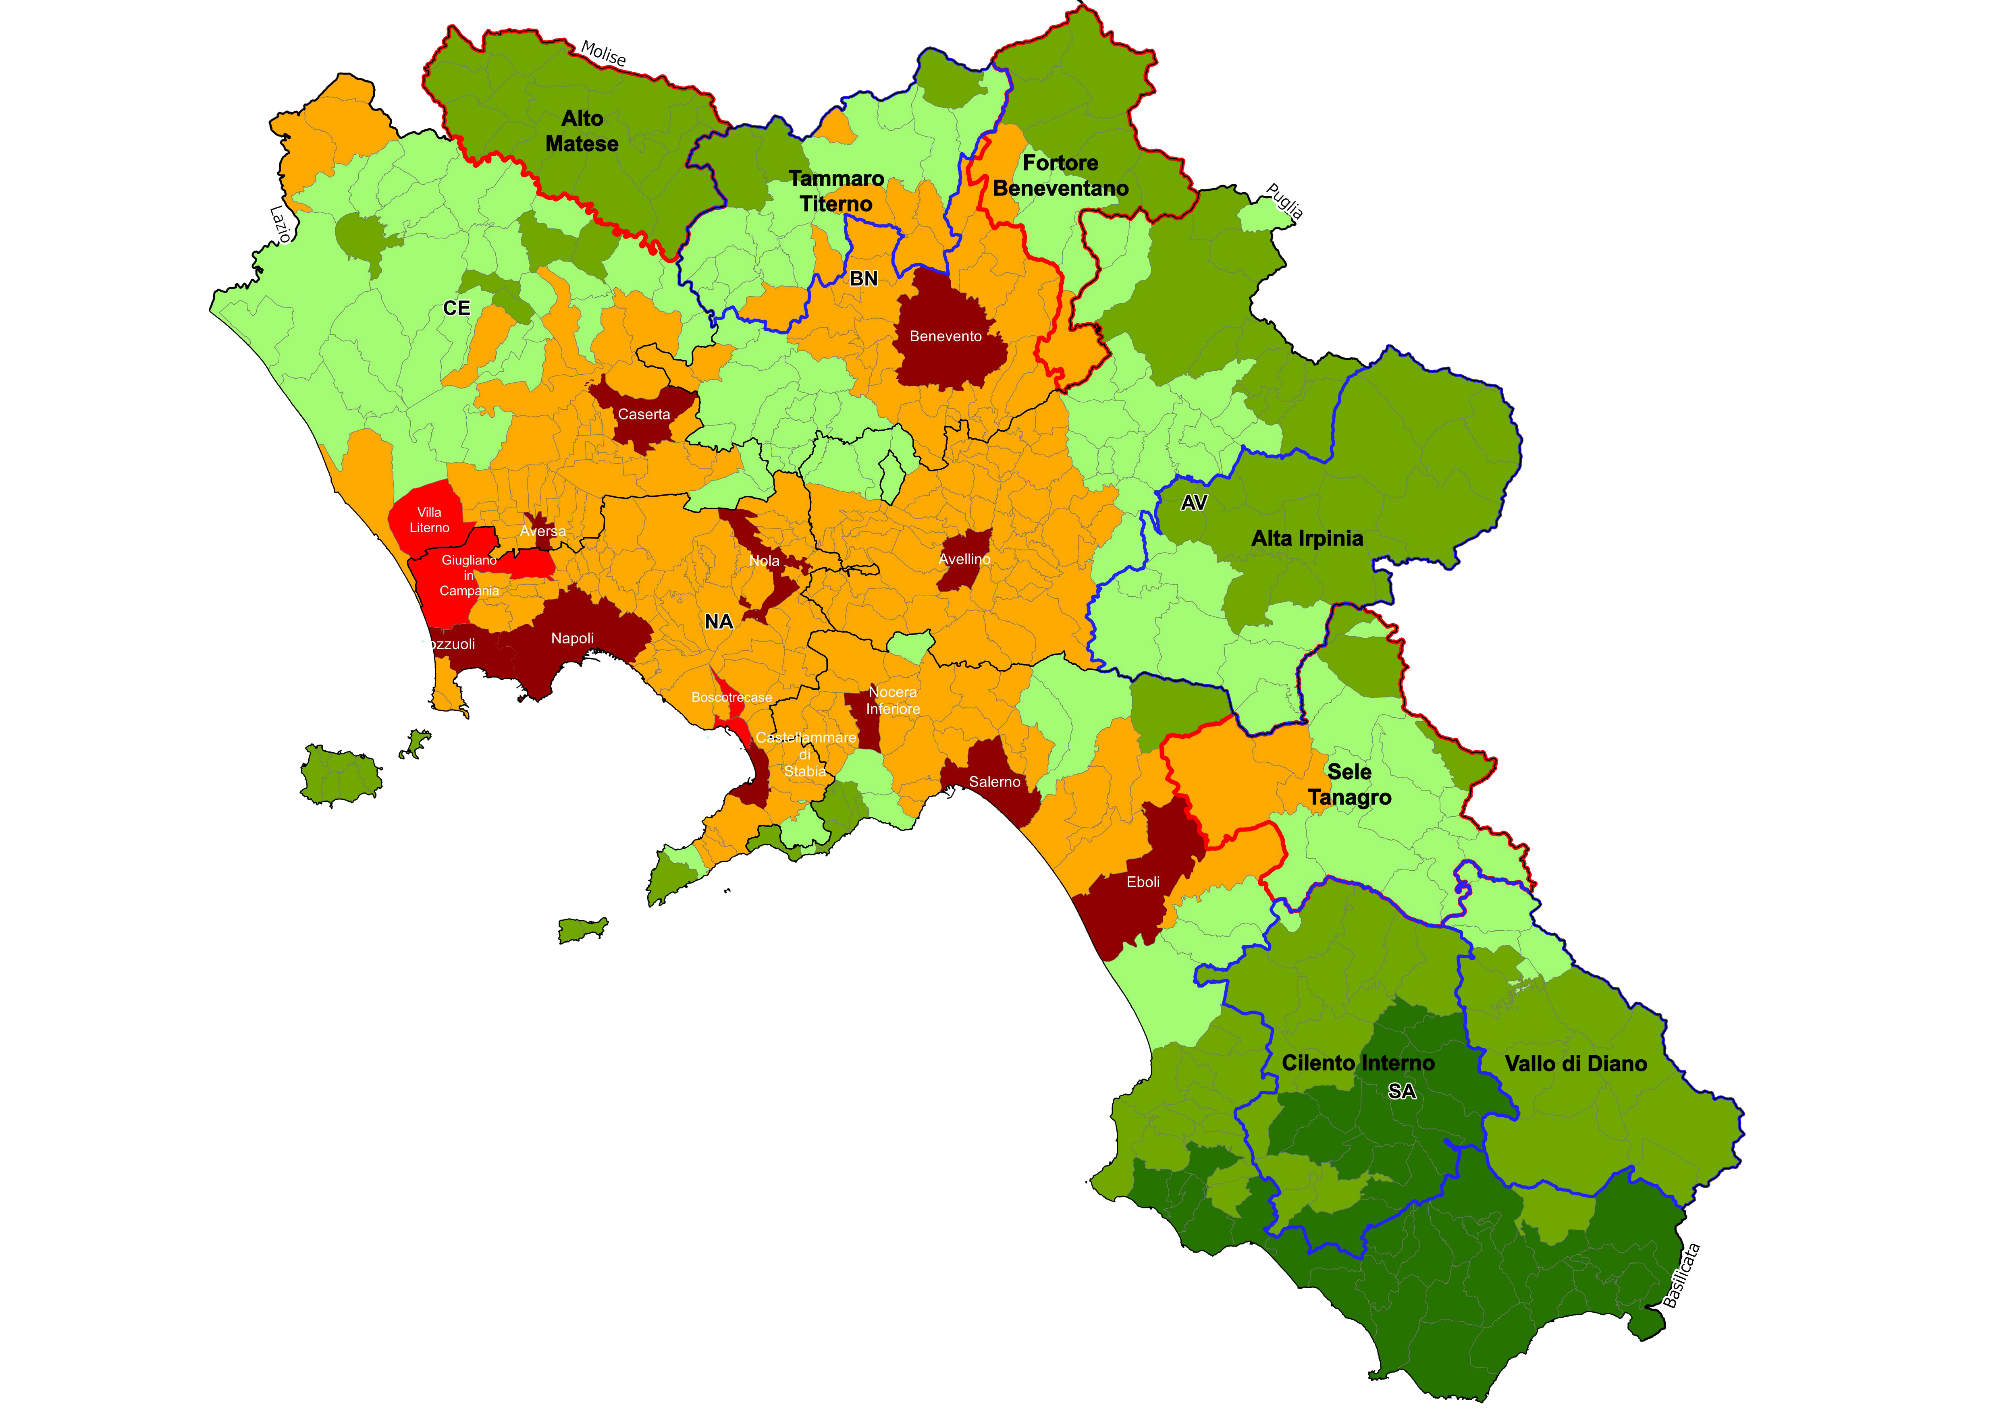 Molise
Alto
Matese
Tammaro
Titerno
Fortore
Beneventano
Puglia
Lazio
CE
BN
Benevento
Caserta
AV
Villa
Literno
Aversa
Alta Irpinia
Giugliano
in
Campania
Nola
Avellino
NA
Napoli
ozzuoli
Boscotrecase
Nocera
Inferiore
Castellammare
di
Stabia
Salerno
Sele
Tanagro
Eboli
Cilento Interno
SA
Vallo di Diano
Basilicata